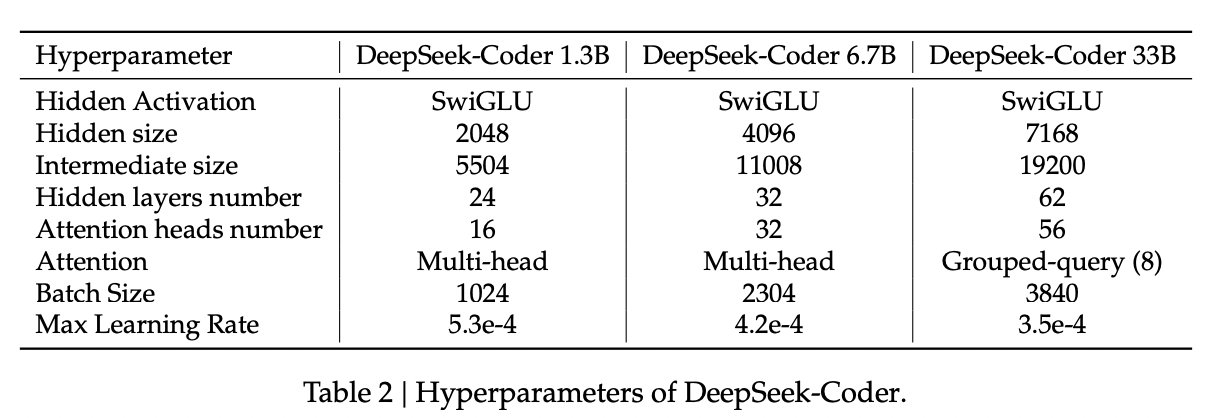 Hyperparameter DeepSeek-Coder 1.3B DeepSeek-Coder 6.7B DeepSeek-Coder 33B
Hidden Activation SwiGLU SwiGLU SwiGLU
Hidden size 2048 4096 7168
Intermediate size 5504 11008 19200
Hidden layers number 24 32 62
Attention heads number 16 32 56
Attention Multi-head Multi-head Grouped-query (8)
Batch Size 1024 2304 3840
Max Learning Rate 5.3e-4 4.2e-4 3.5e-4
Table 2 | Hyperparameters of DeepSeek-Coder.